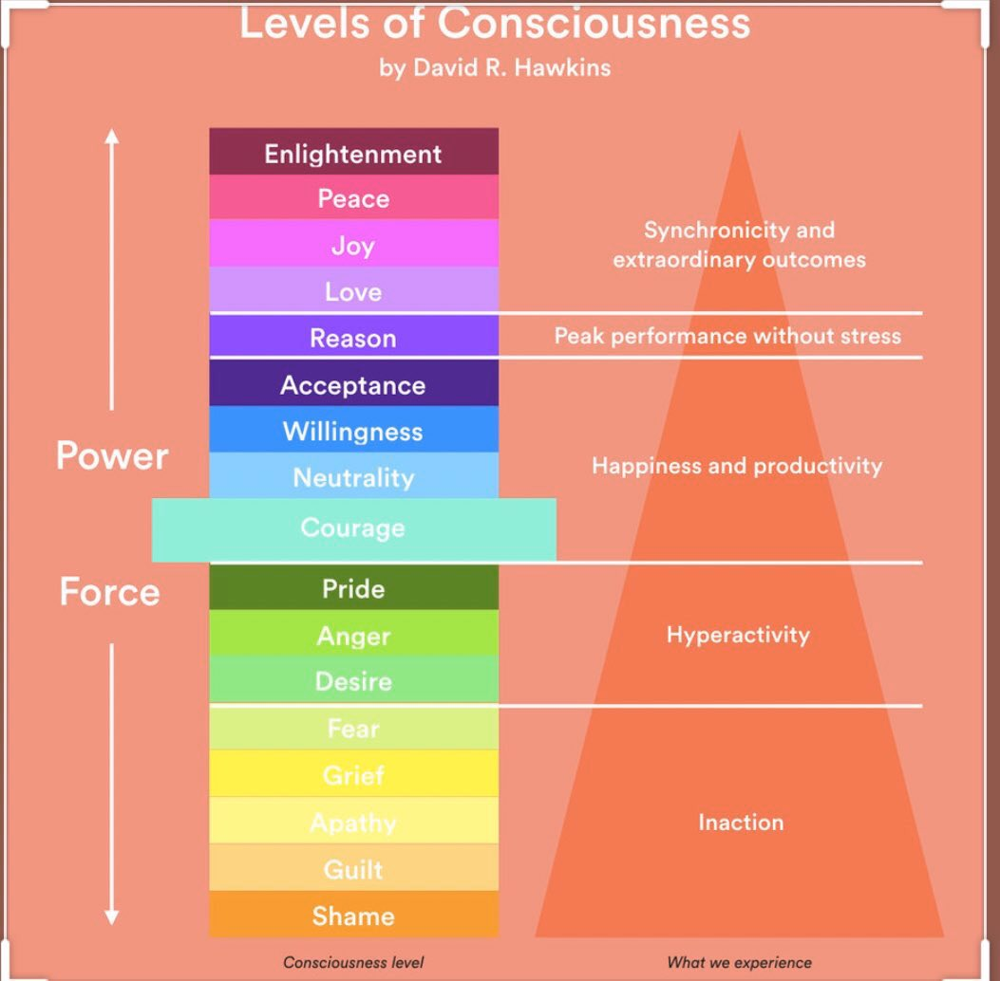 Levels of Consciousness
by David R. Hawkins
Enlightenment
Peace
Joy
Love
Reason
Acceptance
Willingness
Neutrality
Courage
Pride
Anger
Desire
Fear
Grief
Apathy
Guilt
Shame
Power
Force
Synchronicity and
extraordinary outcomes
Peak performance without stress
Happiness and productivity
Hyperactivity
Inaction
Consciousness level
What we experience